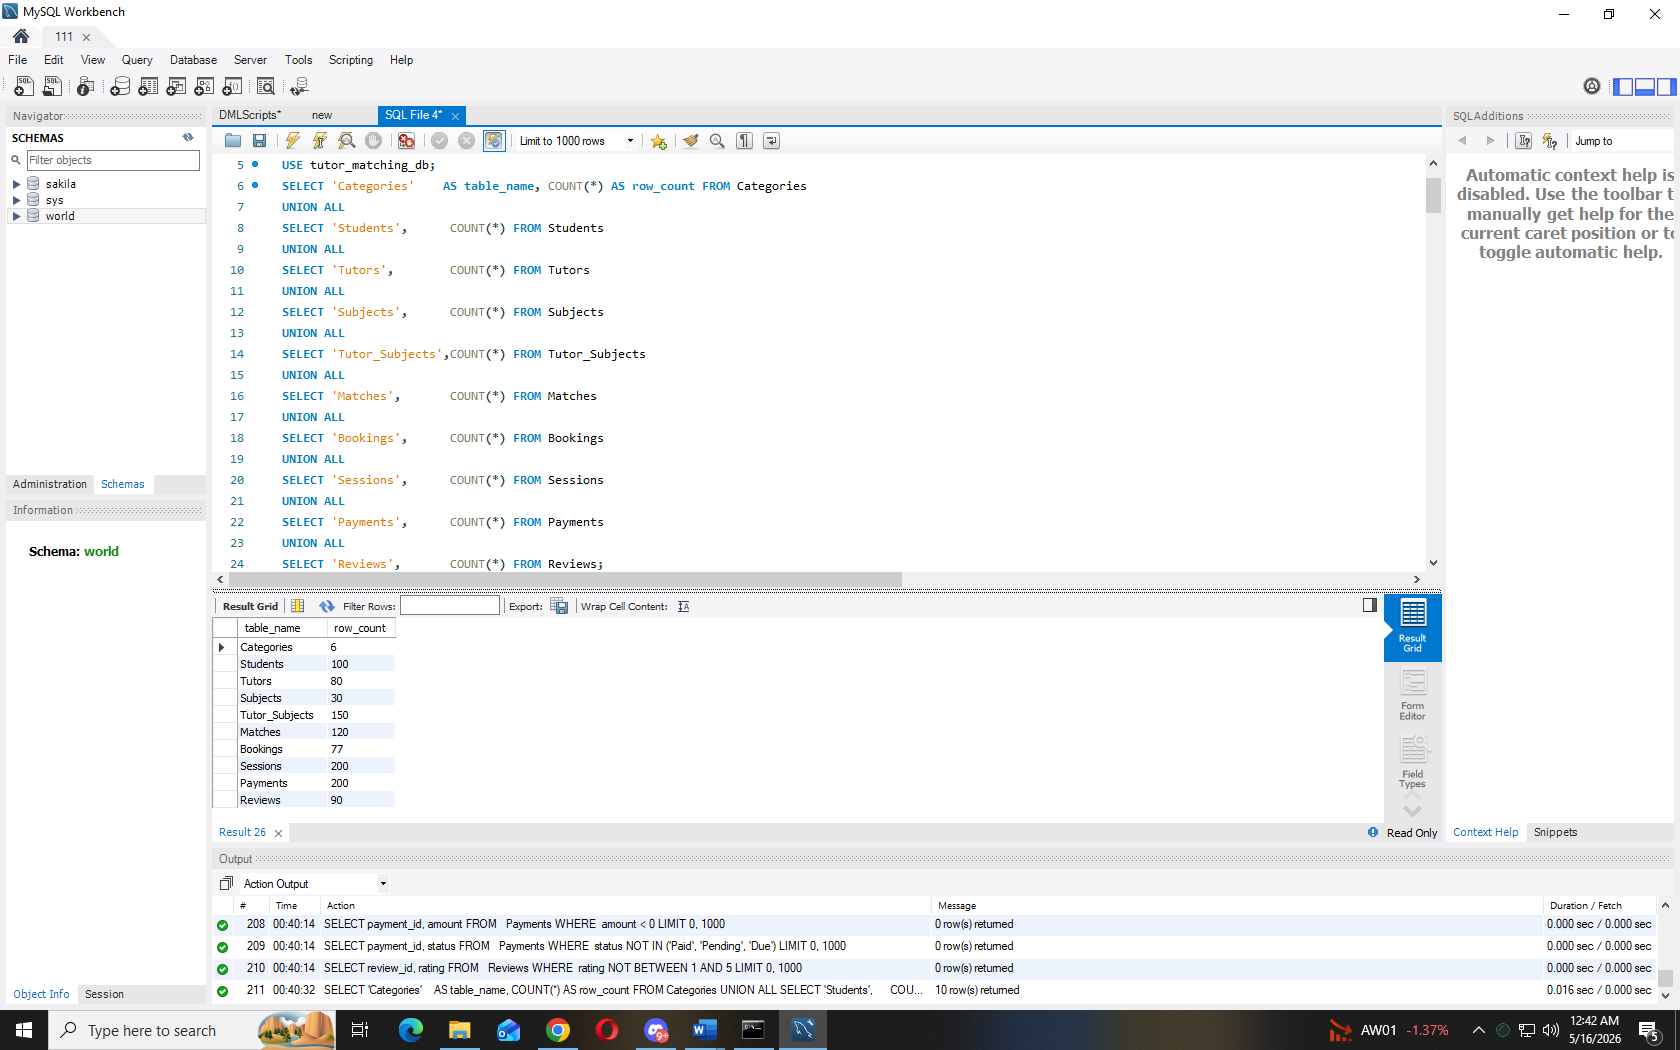 MySQL Workbench
111
File Edit View Query Database Server Tools Scripting Help
Navigator
SCHEMAS
Filter objects
sakila
sys
world
Administration Schemas
Information
Schema: world
Object Info Session
DMLScripts* new SQL File 4*
Limit to 1000 rows
5 USE tutor_matching_db;
6 SELECT 'Categories' AS table_name, COUNT(*) AS row_count FROM Categories
7 UNION ALL
8 SELECT 'Students', COUNT(*) FROM Students
9 UNION ALL
10 SELECT 'Tutors', COUNT(*) FROM Tutors
11 UNION ALL
12 SELECT 'Subjects', COUNT(*) FROM Subjects
13 UNION ALL
14 SELECT 'Tutor_Subjects',COUNT(*) FROM Tutor_Subjects
15 UNION ALL
16 SELECT 'Matches', COUNT(*) FROM Matches
17 UNION ALL
18 SELECT 'Bookings', COUNT(*) FROM Bookings
19 UNION ALL
20 SELECT 'Sessions', COUNT(*) FROM Sessions
21 UNION ALL
22 SELECT 'Payments', COUNT(*) FROM Payments
23 UNION ALL
24 SELECT 'Reviews', COUNT(*) FROM Reviews;
Result Grid Filter Rows: Export: Wrap Cell Content:
table_name row_count
Categories 6
Students 100
Tutors 80
Subjects 30
Tutor_Subjects 150
Matches 120
Bookings 77
Sessions 200
Payments 200
Reviews 90
Result Grid
Form Editor
Field Types
Result 26
Read Only
SQLAdditions
Jump to
Automatic context help is
disabled. Use the toolbar t
manually get help for the
current caret position or to
toggle automatic help.
Context Help Snippets
Output
Action Output
# Time Action Message Duration / Fetch
208 00:40:14 SELECT payment_id, amount FROM Payments WHERE amount < 0 LIMIT 0, 1000 0 row(s) returned 0.000 sec / 0.000 sec
209 00:40:14 SELECT payment_id, status FROM Payments WHERE status NOT IN ('Paid', 'Pending', 'Due') LIMIT 0, 1000 0 row(s) returned 0.000 sec / 0.000 sec
210 00:40:14 SELECT review_id, rating FROM Reviews WHERE rating NOT BETWEEN 1 AND 5 LIMIT 0, 1000 0 row(s) returned 0.000 sec / 0.000 sec
211 00:40:32 SELECT 'Categories' AS table_name, COUNT(*) AS row_count FROM Categories UNION ALL SELECT 'Students', COU... 10 row(s) returned 0.016 sec / 0.000 sec
Type here to search
9+
AW01 -1.37%
12:42 AM
5/16/2026
5